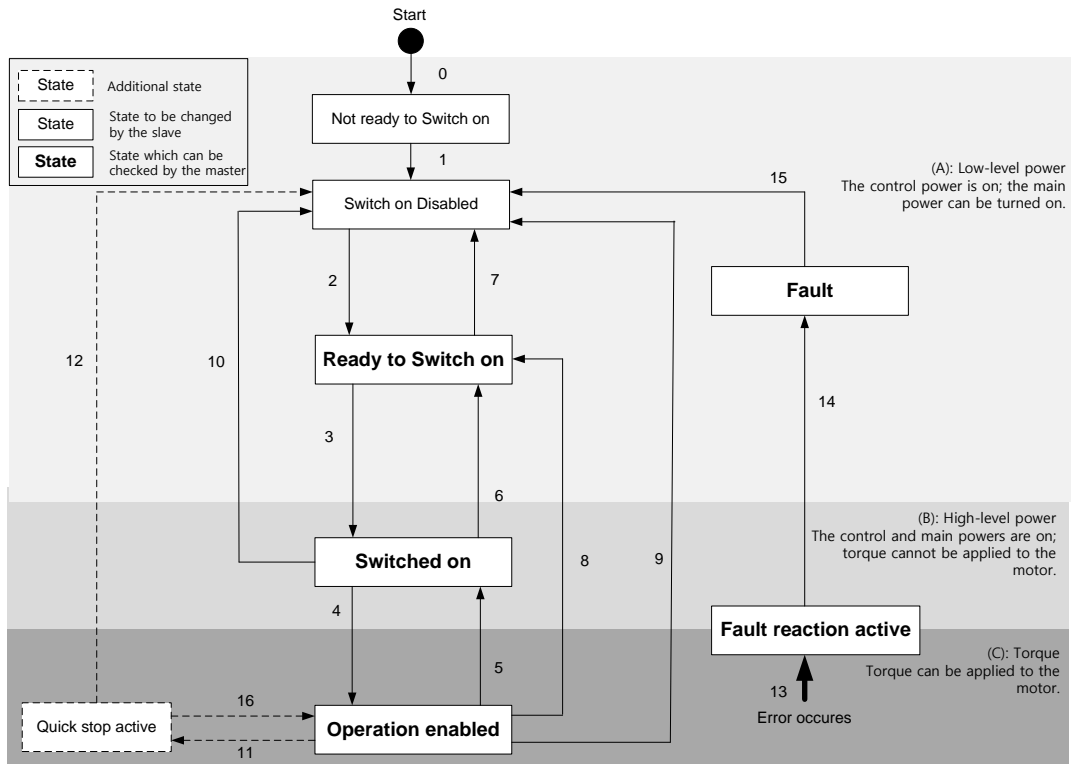 Start
0
State
Additional state
State
State to be changed
by the slave
State
State which can be
checked by the master
Not ready to Switch on
1
Switch on Disabled
15
(A): Low-level power
The control power is on; the main
power can be turned on.
2
7
Fault
12
10
Ready to Switch on
14
3
6
(B): High-level power
The control and main powers are on;
torque cannot be applied to the
motor.
Switched on
8
9
4
Fault reaction active
5
(C): Torque
Torque can be applied to the
motor.
13
Error occures
Quick stop active
16
11
Operation enabled